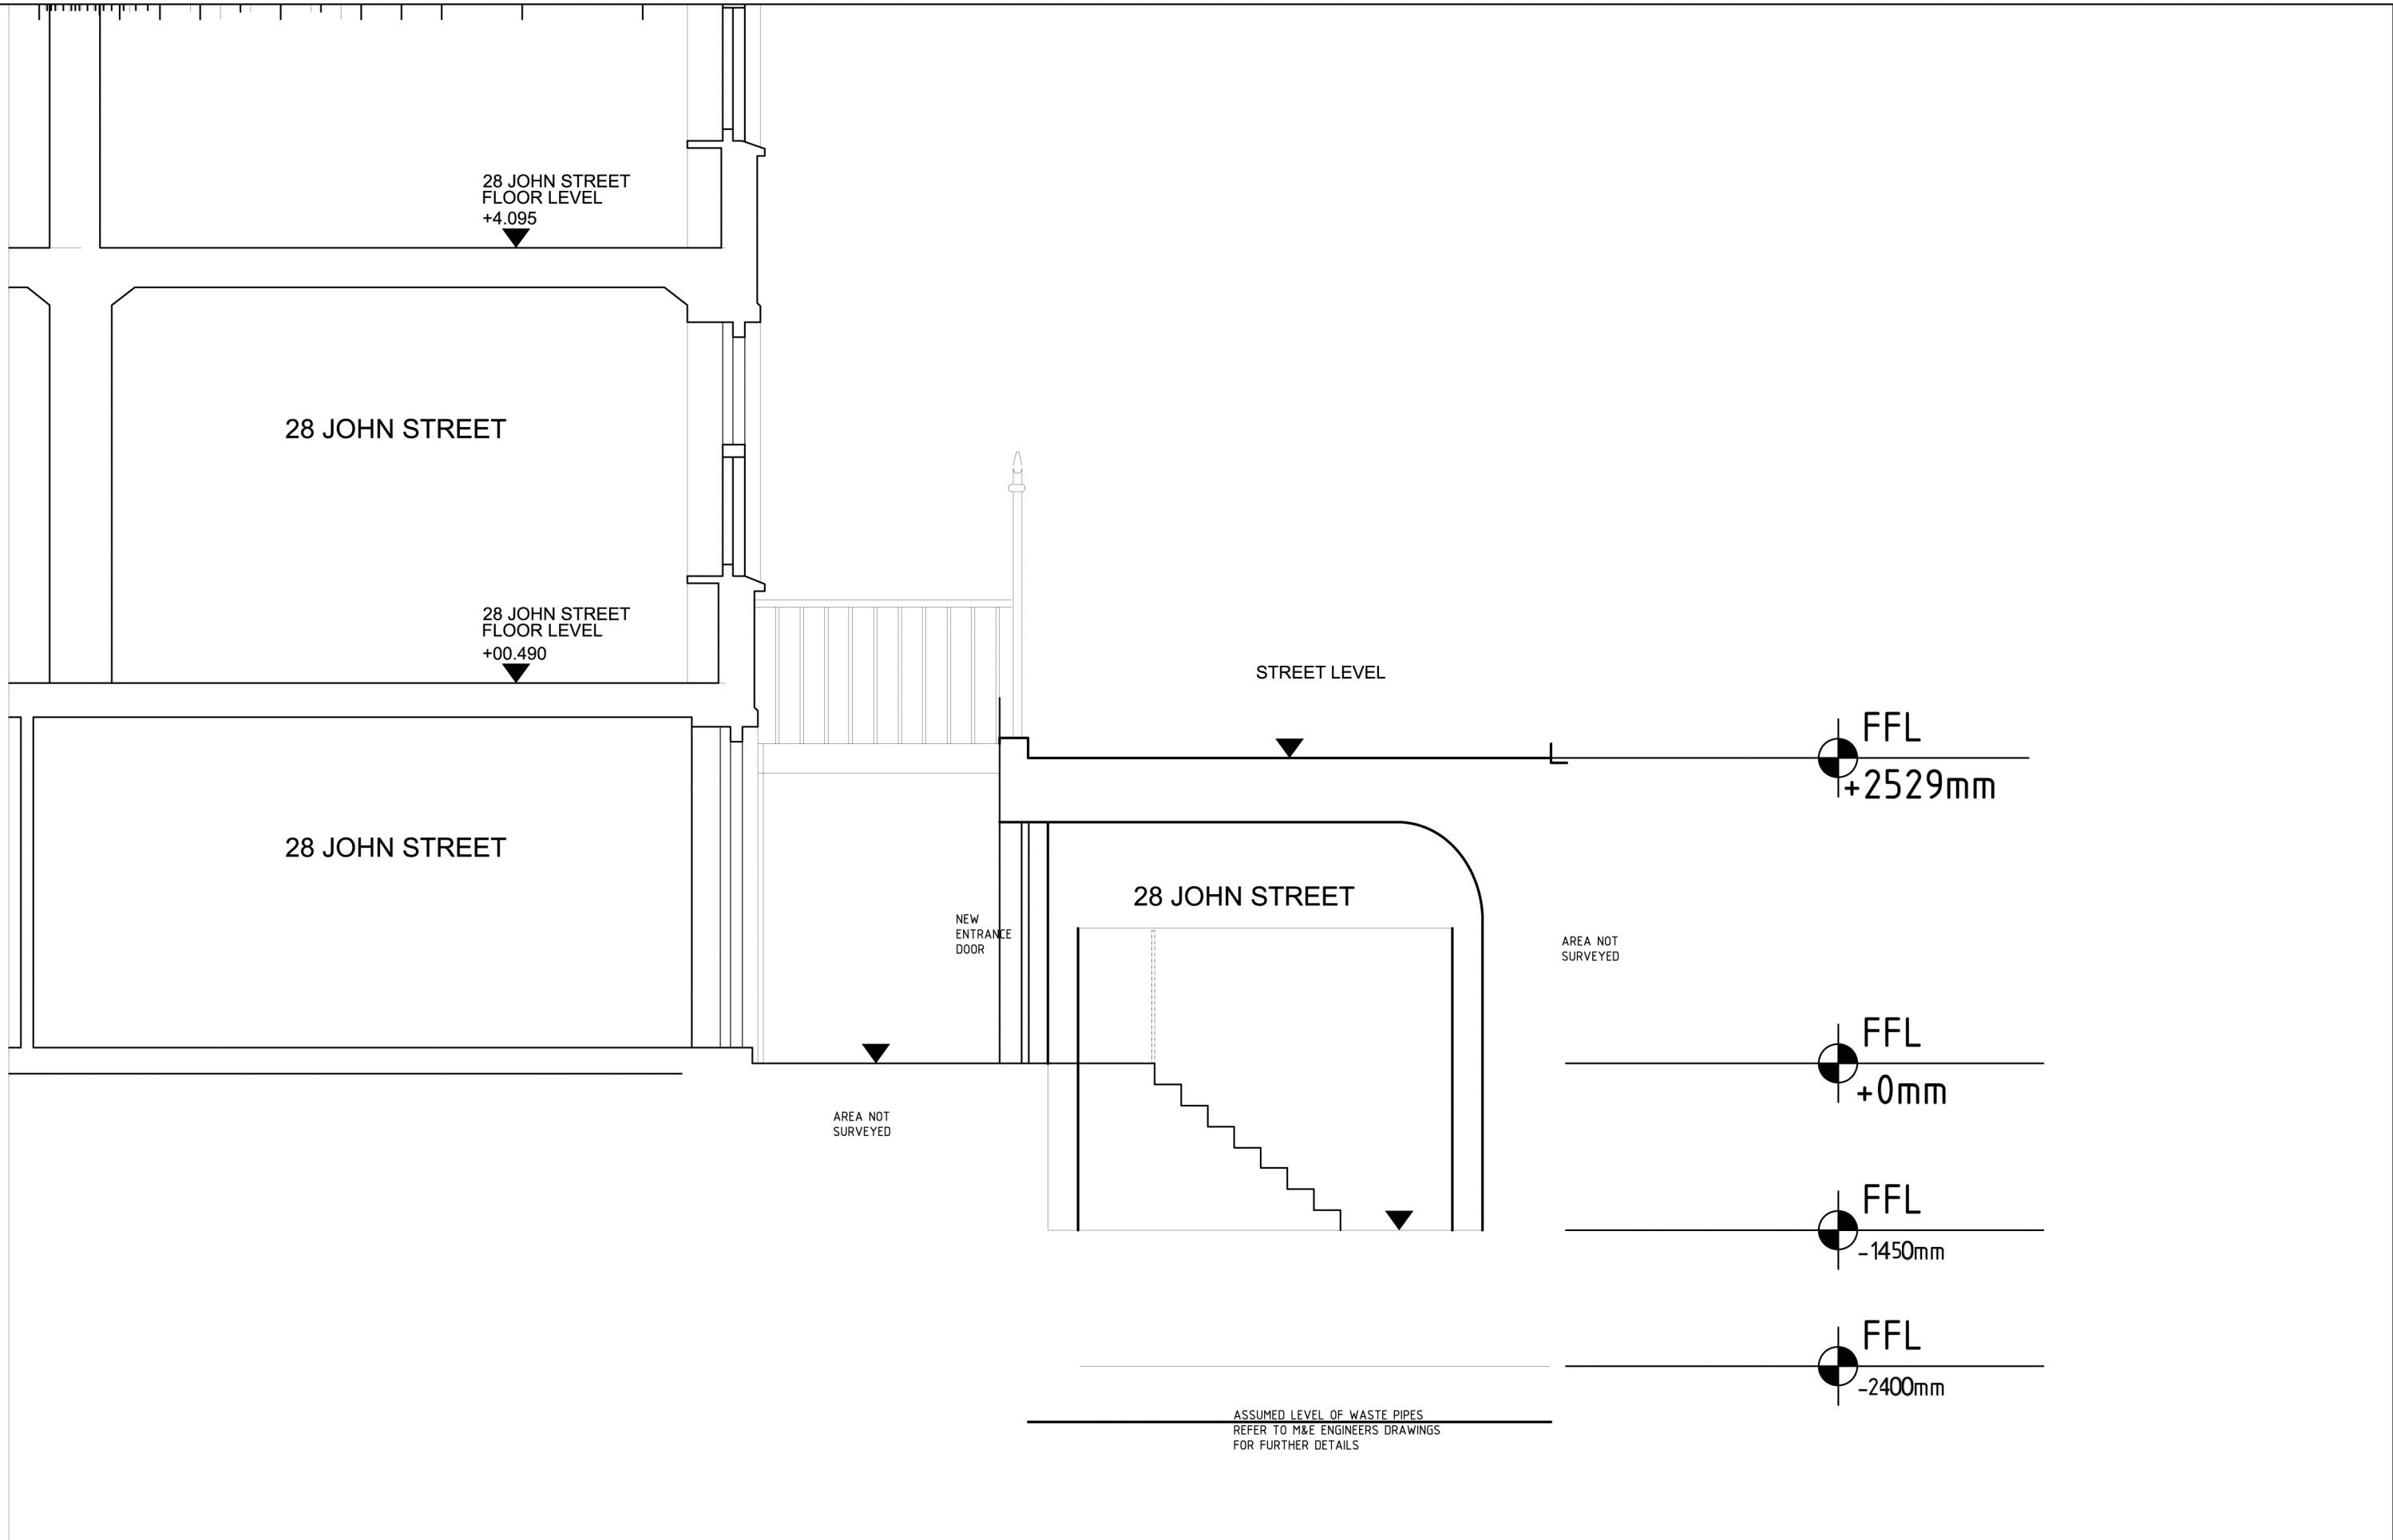 28 JOHN STREET
FLOOR LEVEL
+4.095
28 JOHN STREET
28 JOHN STREET
FLOOR LEVEL
+00.490
STREET LEVEL
FFL
+2529mm
28 JOHN STREET
28 JOHN STREET
NEW
ENTRANCE
DOOR
AREA NOT
SURVEYED
FFL
+0mm
AREA NOT
SURVEYED
FFL
-1450mm
FFL
-2400mm
ASSUMED LEVEL OF WASTE PIPES
REFER TO M&E ENGINEERS DRAWINGS
FOR FURTHER DETAILS